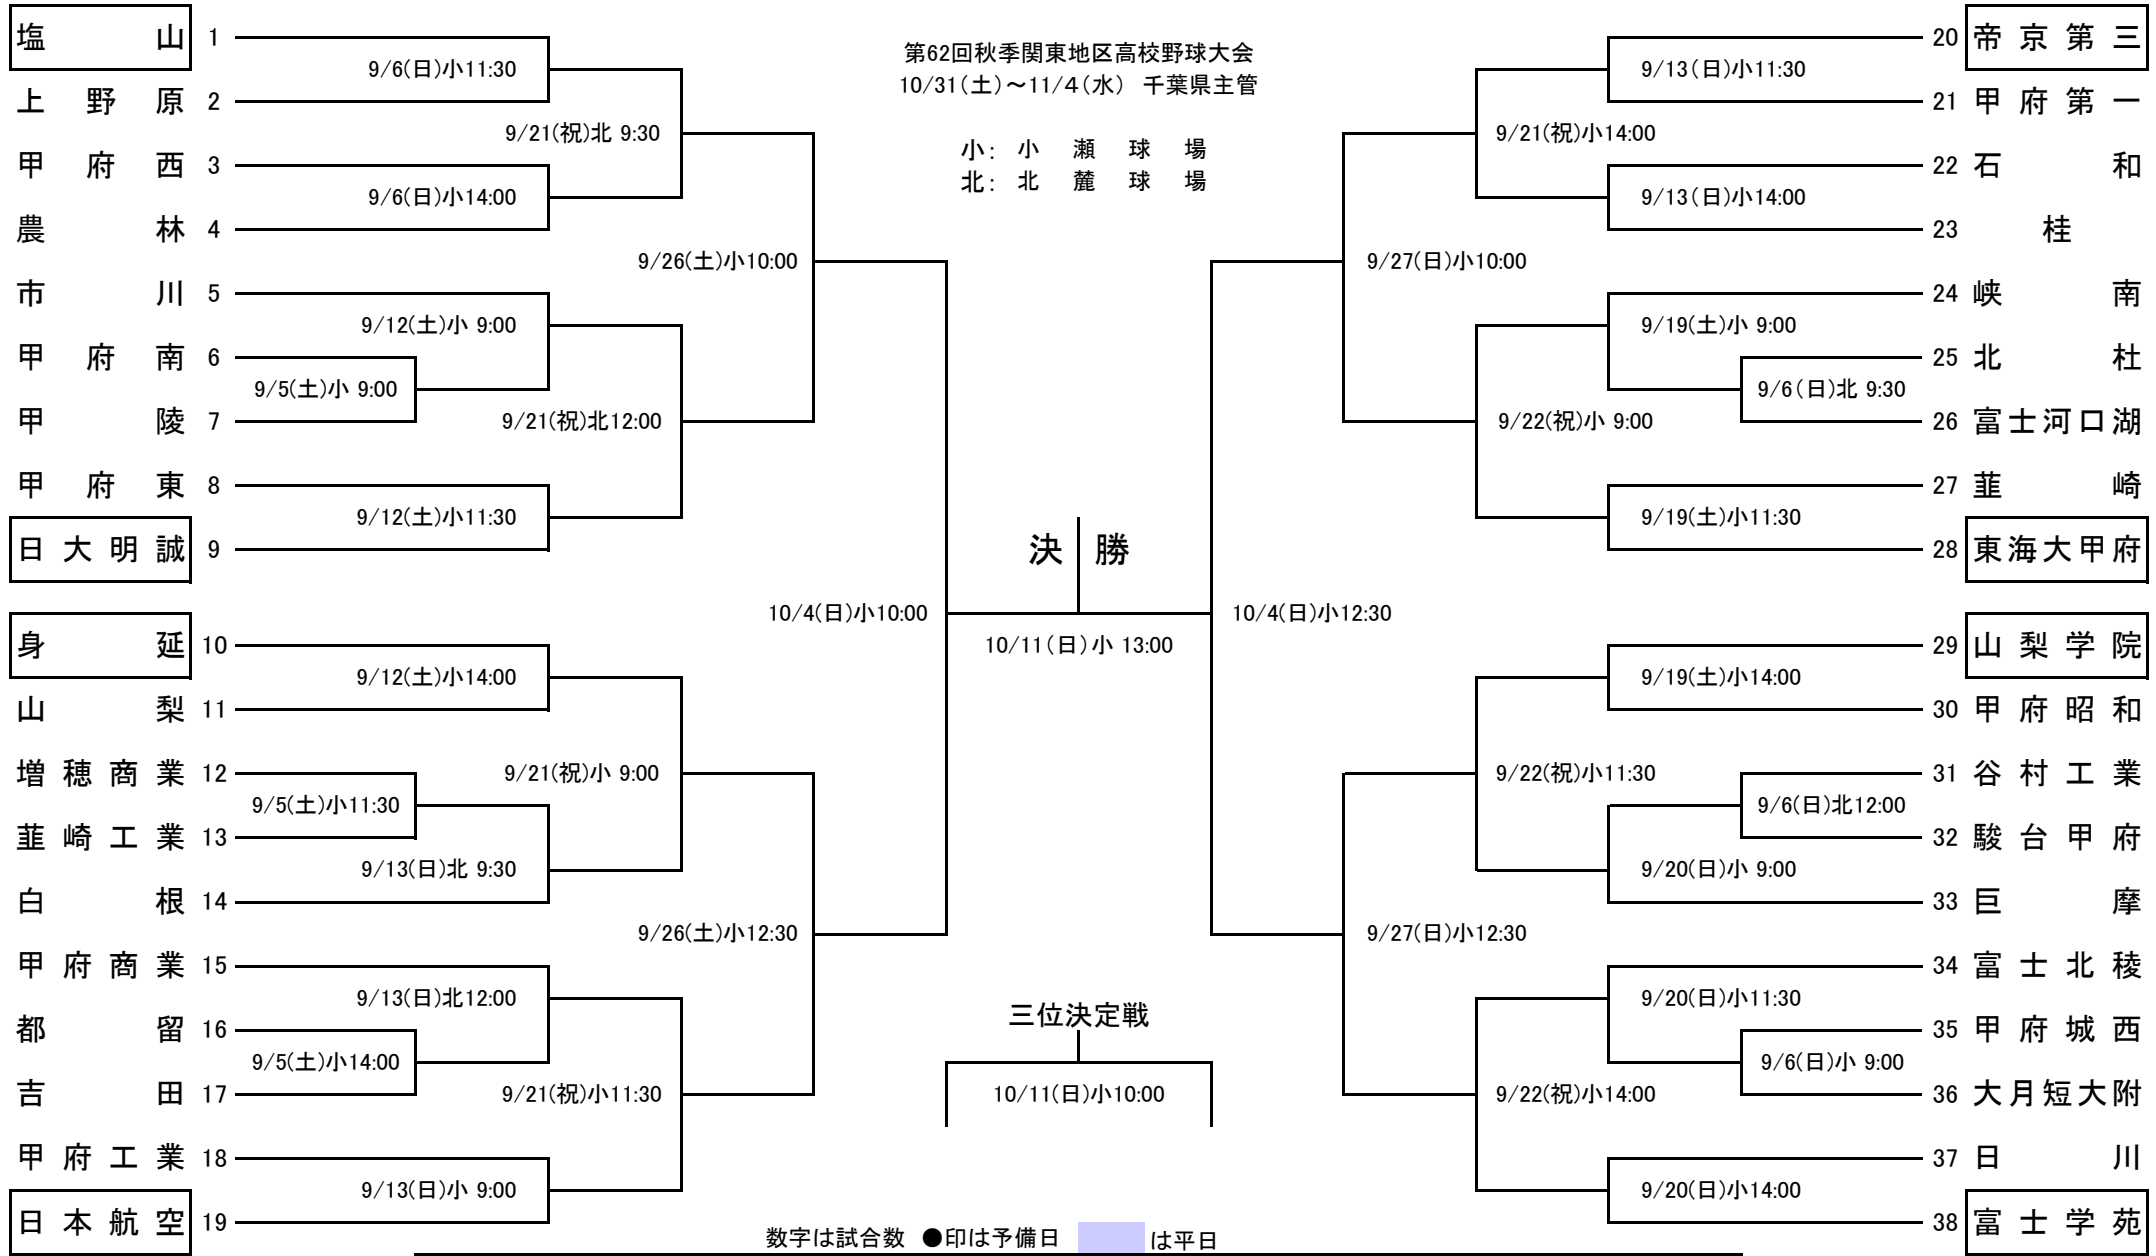 第62回秋季関東地区高校野球大会
10/31(土)～11/4(水) 千葉県主管
小: 小瀬球場
北: 北麓球場
塩山 1
9/6(日)小11:30
上野原 2
9/21(祝)北 9:30
甲府西 3
9/6(日)小14:00
農林 4
9/26(土)小10:00
市川 5
9/12(土)小 9:00
甲府南 6
9/5(土)小 9:00
甲陵 7
9/21(祝)北12:00
甲府東 8
9/12(土)小11:30
日大明誠 9
10/4(日)小10:00
身延 10
9/12(土)小14:00
山梨 11
9/21(祝)小 9:00
増穂商業 12
9/5(土)小11:30
韮崎工業 13
9/13(日)北 9:30
白根 14
9/26(土)小12:30
甲府商業 15
9/13(日)北12:00
都留 16
9/5(土)小14:00
吉田 17
9/21(祝)小11:30
甲府工業 18
9/13(日)小 9:00
日本航空 19
決勝
10/11(日)小 13:00
三位決定戦
10/11(日)小10:00
20 帝京第三
9/13(日)小11:30
21 甲府第一
9/21(祝)小14:00
22 石和
9/13(日)小14:00
23 桂
9/27(日)小10:00
24 峡南
9/19(土)小 9:00
25 北杜
9/6(日)北 9:30
26 富士河口湖
9/22(祝)小 9:00
27 韮崎
9/19(土)小11:30
28 東海大甲府
10/4(日)小12:30
29 山梨学院
9/19(土)小14:00
30 甲府昭和
9/22(祝)小11:30
31 谷村工業
9/6(日)北12:00
32 駿台甲府
9/20(日)小 9:00
33 巨摩
9/27(日)小12:30
34 富士北稜
9/20(日)小11:30
35 甲府城西
9/6(日)小 9:00
36 大月短大附
9/22(祝)小14:00
37 日川
9/20(日)小14:00
38 富士学苑
数字は試合数 ●印は予備日 は平日